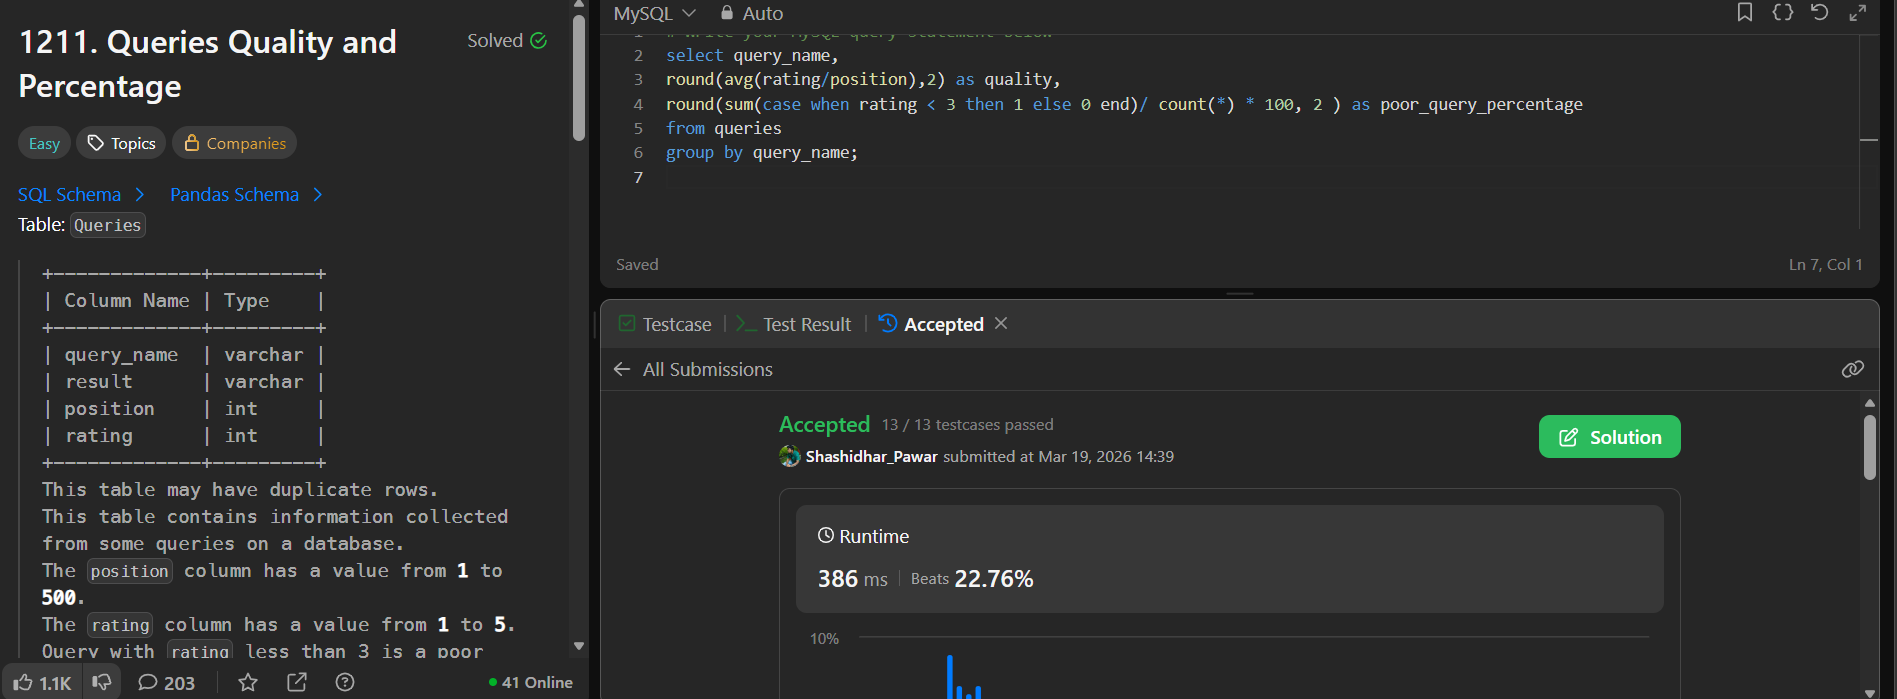 1211. Queries Quality and
Percentage
Solved
Easy
Topics
Companies
SQL Schema
Pandas Schema
Table: Queries
+-------------+---------+
| Column Name | Type    |
+-------------+---------+
| query_name  | varchar |
| result      | varchar |
| position    | int     |
| rating      | int     |
+-------------+---------+
This table may have duplicate rows.
This table contains information collected
from some queries on a database.
The position column has a value from 1 to
500.
The rating column has a value from 1 to 5.
Query with rating less than 3 is a poor
1.1K
203
41 Online
MySQL
Auto
1 # Write your MySQL query statement below
2 select query_name,
3 round(avg(rating/position),2) as quality,
4 round(sum(case when rating < 3 then 1 else 0 end)/ count(*) * 100, 2 ) as poor_query_percentage
5 from queries
6 group by query_name;
7
Saved
Ln 7, Col 1
Testcase
Test Result
Accepted
All Submissions
Accepted 13 / 13 testcases passed
Shashidhar_Pawar submitted at Mar 19, 2026 14:39
Solution
Runtime
386 ms
Beats 22.76%
10%